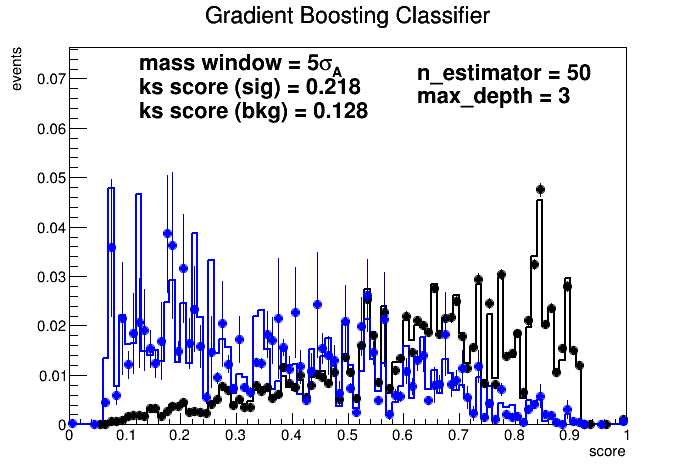 Gradient Boosting Classifier
events
mass window = 5σA
ks score (sig) = 0.218
ks score (bkg) = 0.128
n_estimator = 50
max_depth = 3
0.07
0.06
0.05
0.04
0.03
0.02
0.01
0
0 0.1 0.2 0.3 0.4 0.5 0.6 0.7 0.8 0.9 1
score